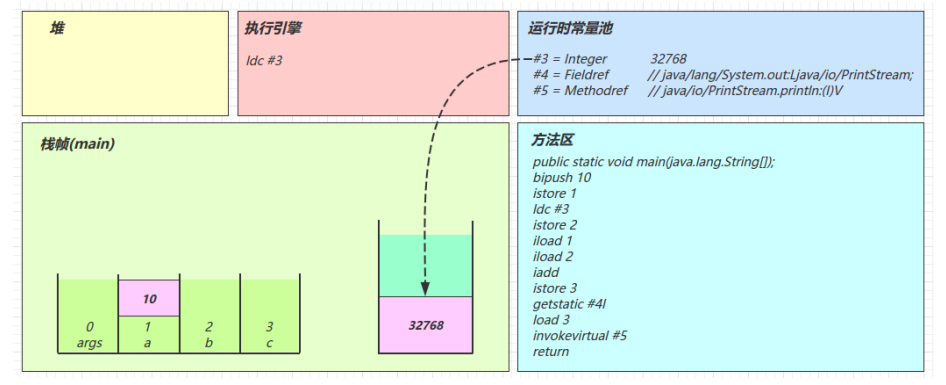 堆
执行引擎
ldc #3
运行时常量池
#3 = Integer 32768
#4 = Fieldref // java/lang/System.out:Ljava/io/PrintStream;
#5 = Methodref // java/io/PrintStream.println:(I)V
栈帧(main)
10
0 1 2 3
args a b c
32768
方法区
public static void main(java.lang.String[]);
bipush 10
istore 1
ldc #3
istore 2
iload 1
iload 2
iadd
istore 3
getstatic #4I
load 3
invokevirtual #5
return